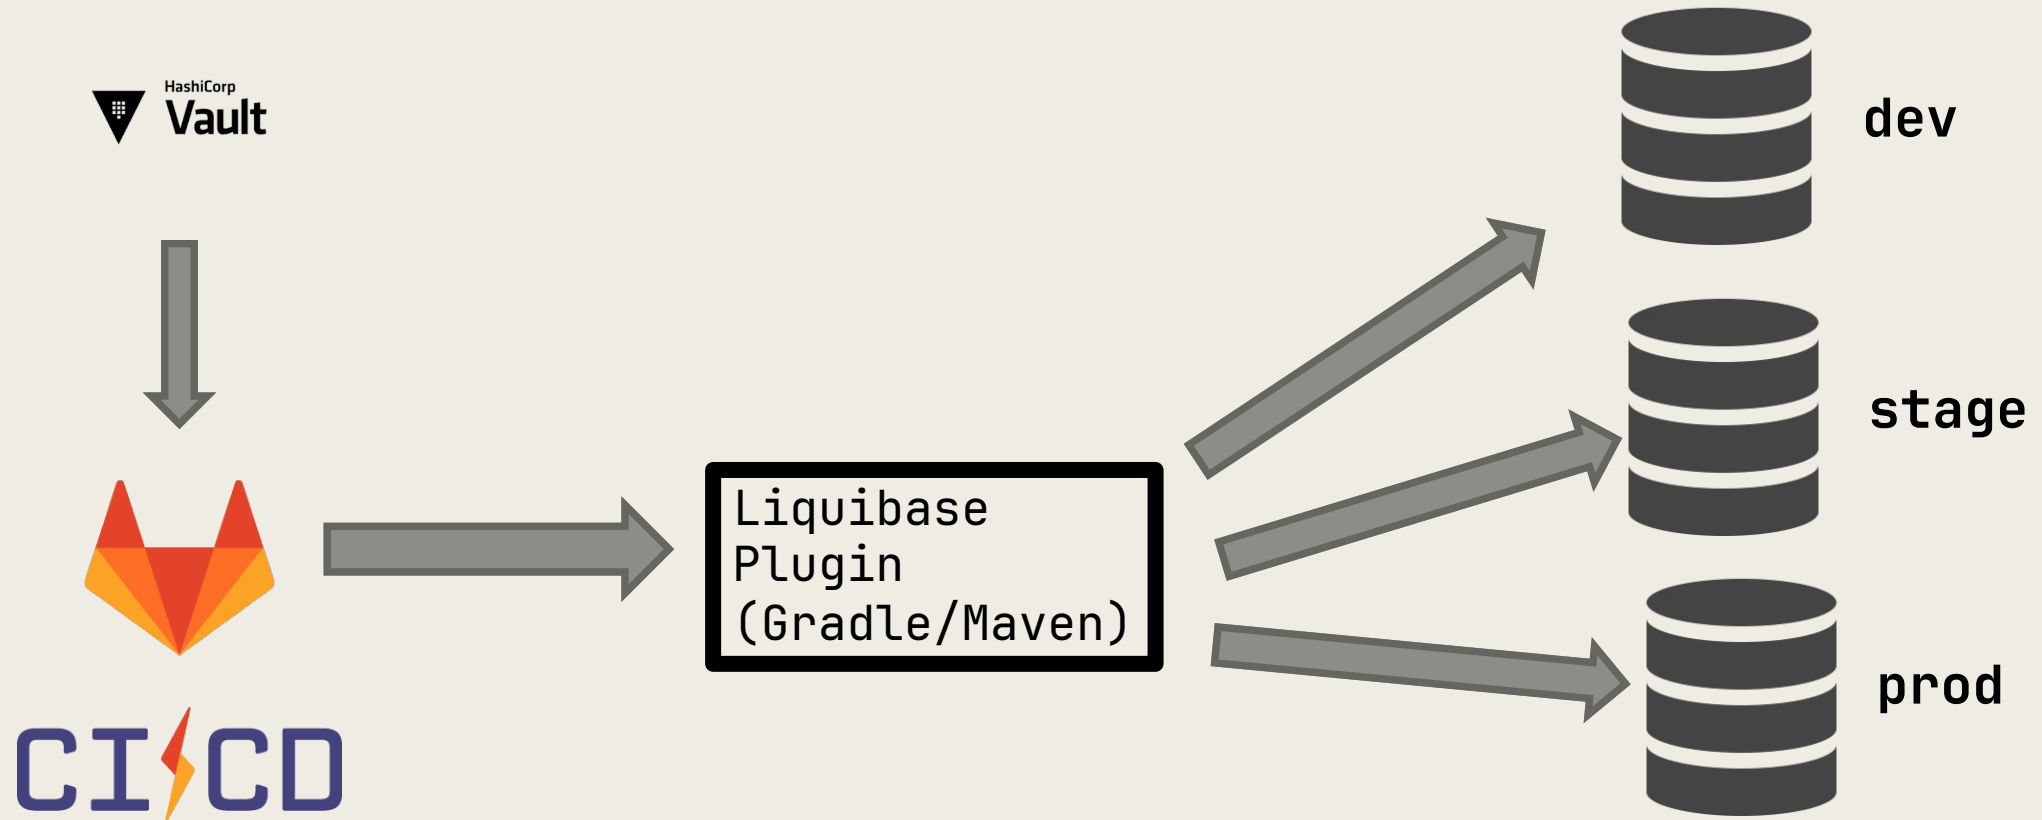 HashiCorp
Vault
dev
stage
Liquibase
Plugin
(Gradle/Maven)
prod
CI CD